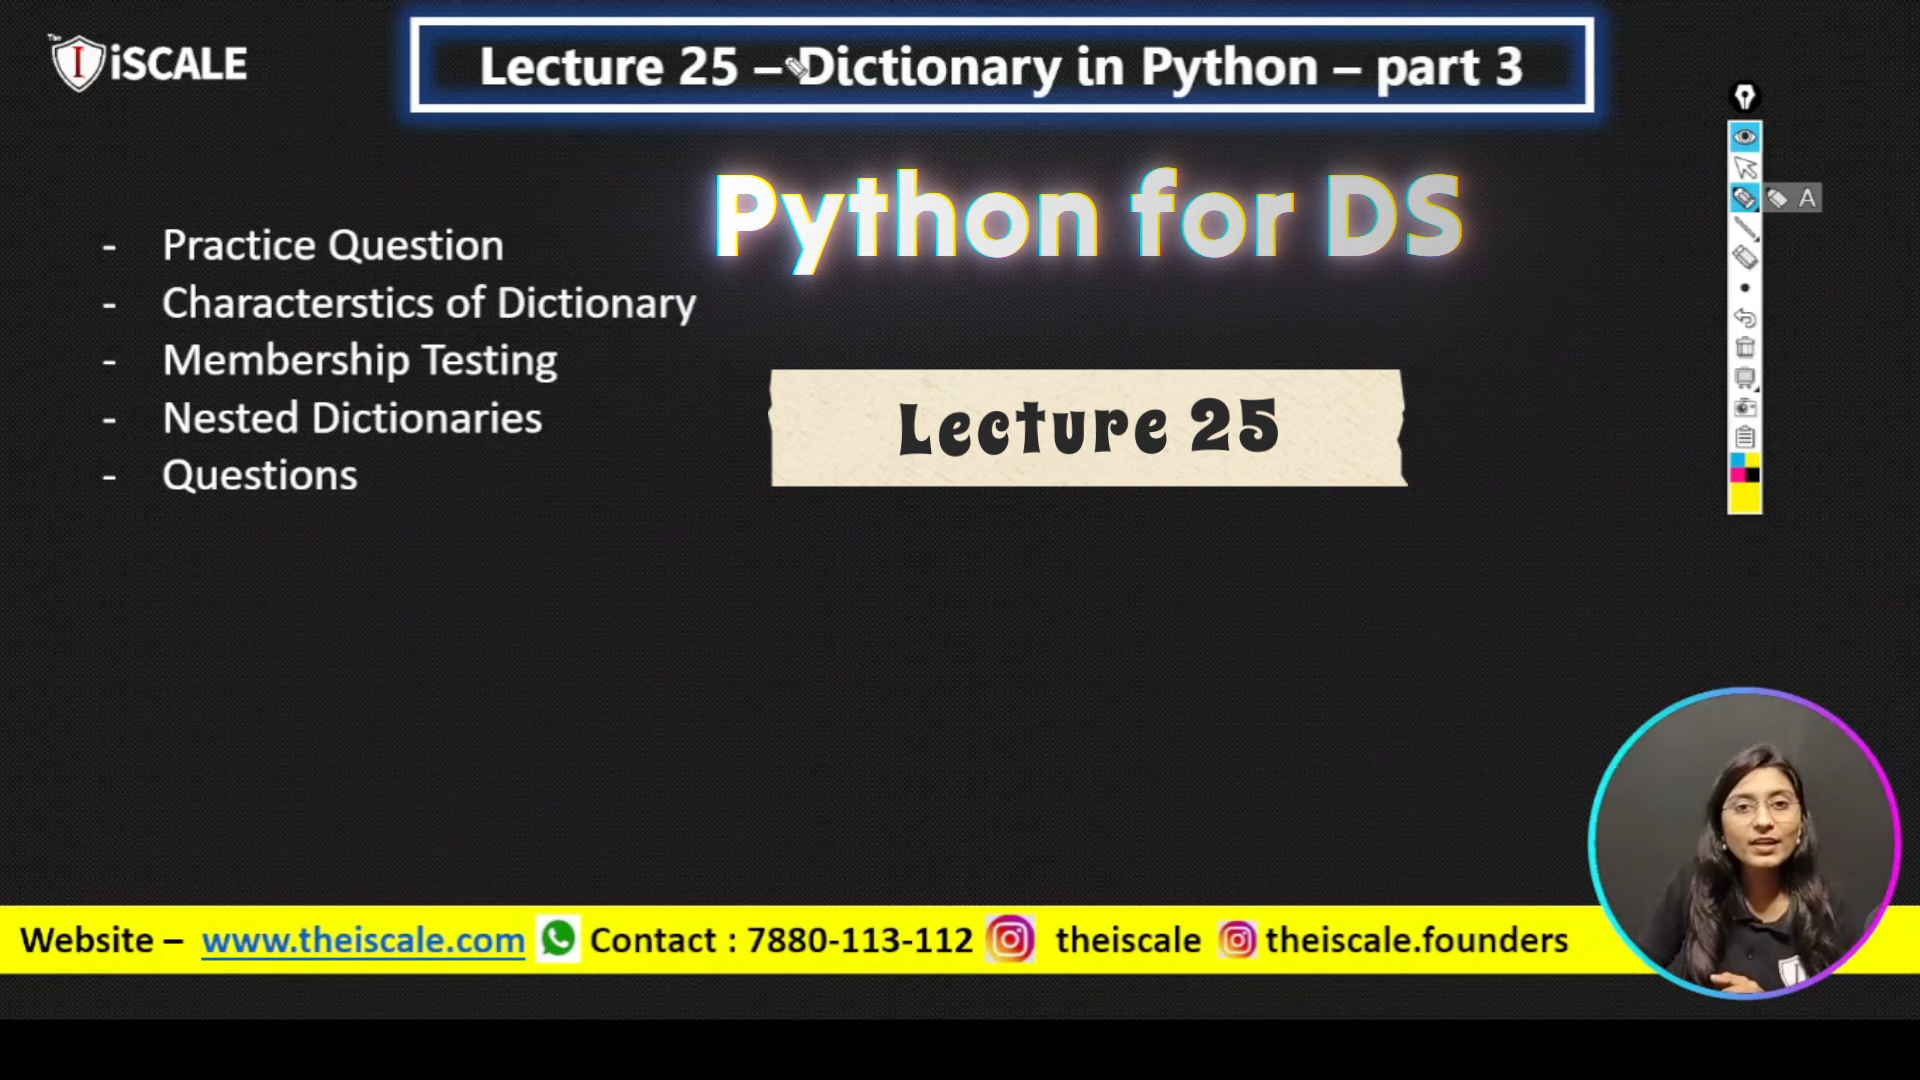 The
I iSCALE
Lecture 25 – Dictionary in Python – part 3
Python for DS
A
- Practice Question
- Characterstics of Dictionary
- Membership Testing
- Nested Dictionaries
- Questions
Lecture 25
Website – www.theiscale.com Contact : 7880-113-112 theiscale theiscale.founders